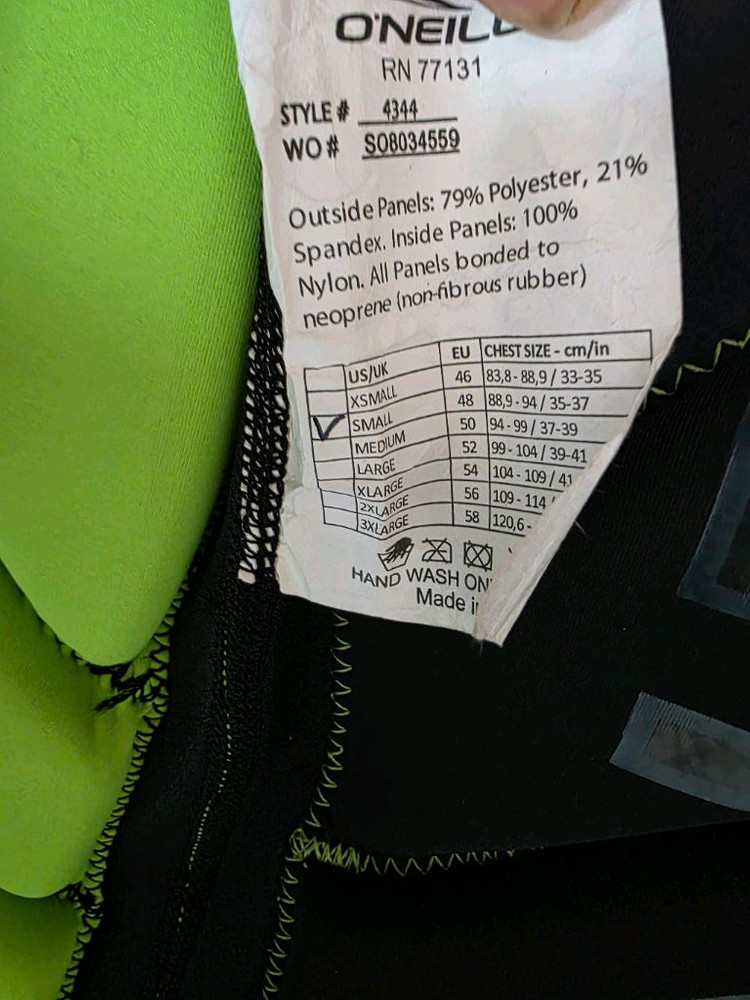 O'NEILL
RN 77131
STYLE # 4344
WO # SO8034559
Outside Panels: 79% Polyester, 21%
Spandex. Inside Panels: 100%
Nylon. All Panels bonded to
neoprene (non-fibrous rubber)
US/UK EU CHEST SIZE - cm/in
XSMALL 46 83,8 - 88,9 / 33-35
SMALL 48 88,9 - 94 / 35-37
MEDIUM 50 94 - 99 / 37-39
LARGE 52 99 - 104 / 39-41
XLARGE 54 104 - 109 / 41
2XLARGE 56 109 - 114
3XLARGE 58 120,6 -
HAND WASH ON
Made i